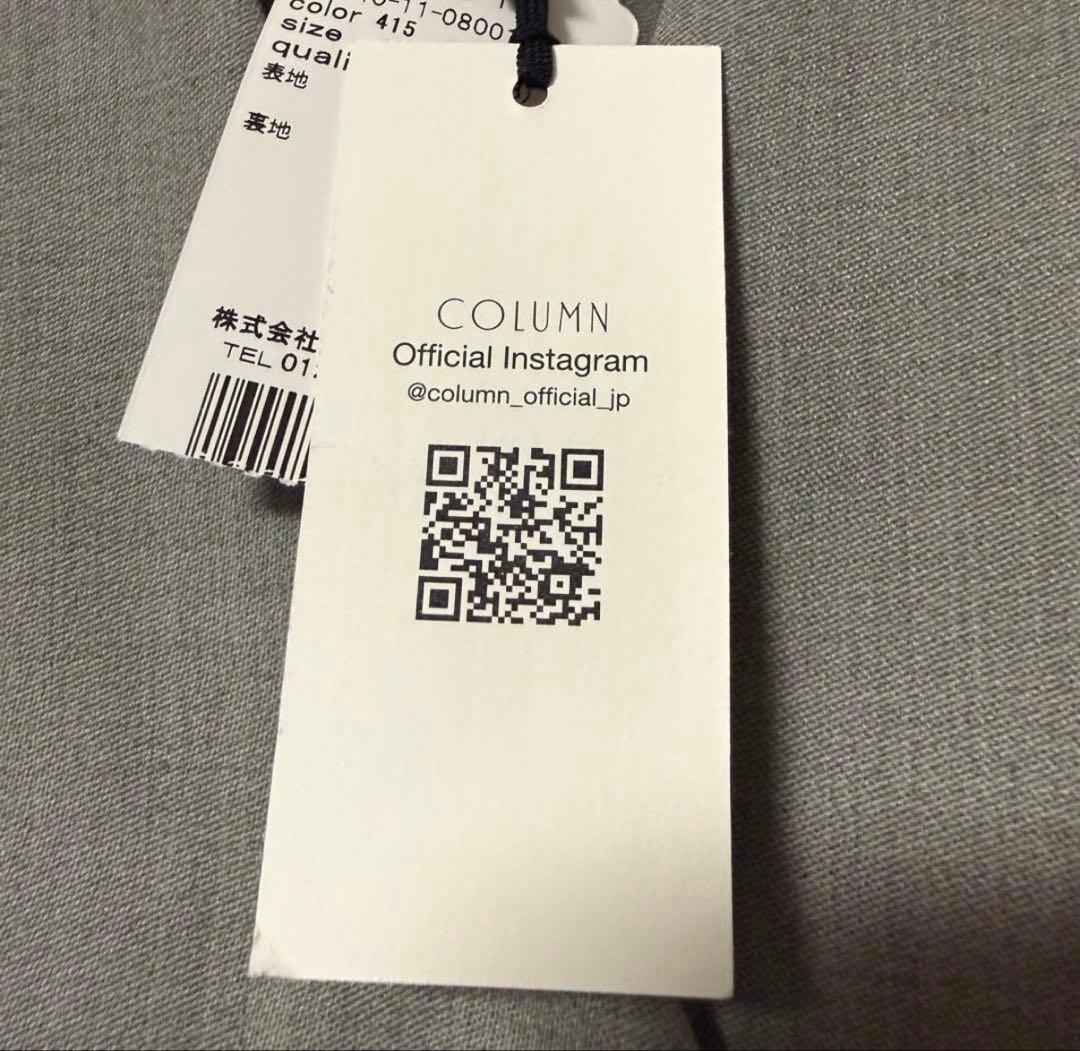 color 415
size
表地
裏地
株式会社
TEL
COLUMN
Official Instagram
@column_official_jp